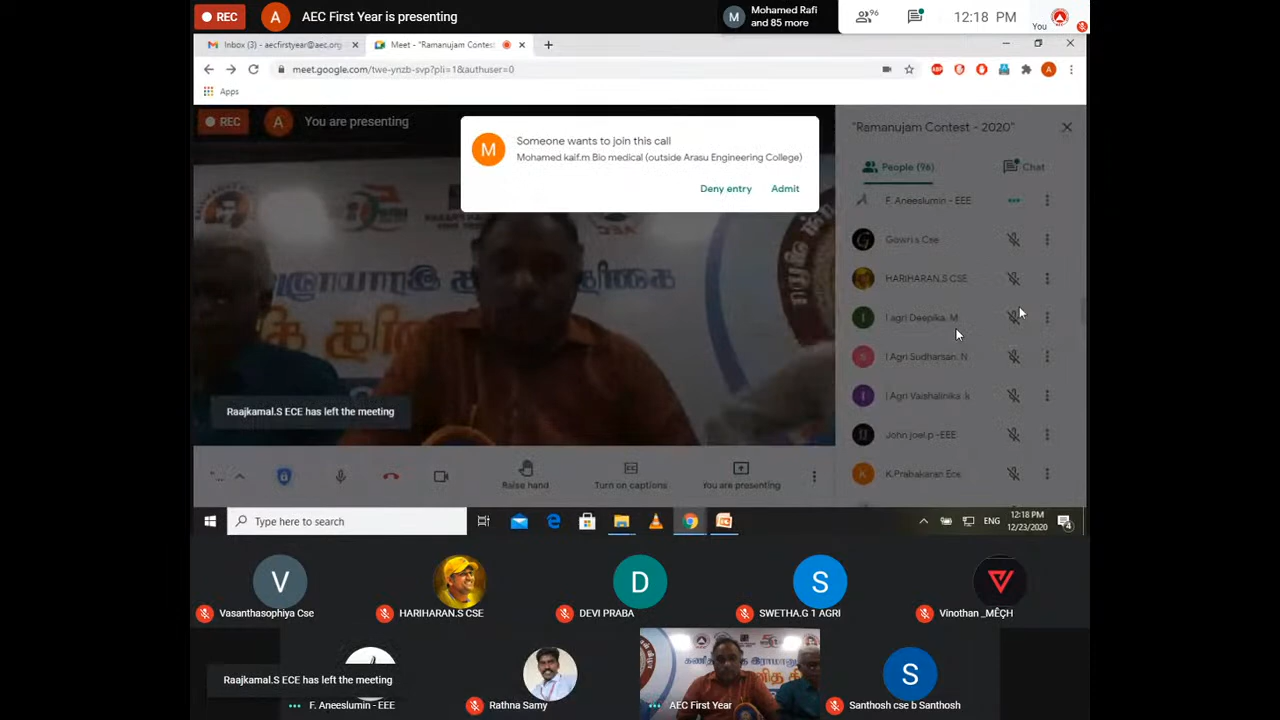 REC
A
AEC First Year is presenting
M
Mohamed Rafi
and 85 more
96
12:18 PM
You
Inbox (3) - aecfirstyear@aec.org
Meet - "Ramanujam Contest
meet.google.com/twe-ynzb-svp?pli=1&authuser=0
ABP
A
Apps
REC
A
You are presenting
M
Someone wants to join this call
Mohamed kaif.m Bio medical (outside Arasu Engineering College)
Deny entry
Admit
"Ramanujam Contest - 2020"
People (96)
Chat
F. Aneeslumin - EEE
Gowri s Cse
HARIHARAN.S CSE
I agri Deepika. M
I Agri Sudharsan. N
I Agri Vaishalinika .k
John joel.p -EEE
K.Prabakaran Ece
Raajkamal.S ECE has left the meeting
Raise hand
Turn on captions
You are presenting
Type here to search
ENG
12:18 PM
12/23/2020
4
V
Vasanthasophiya Cse
HARIHARAN.S CSE
D
DEVI PRABA
S
SWETHA.G 1 AGRI
Vinothan _MÊÇH
Raajkamal.S ECE has left the meeting
F. Aneeslumin - EEE
Rathna Samy
AEC First Year
S
Santhosh cse b Santhosh